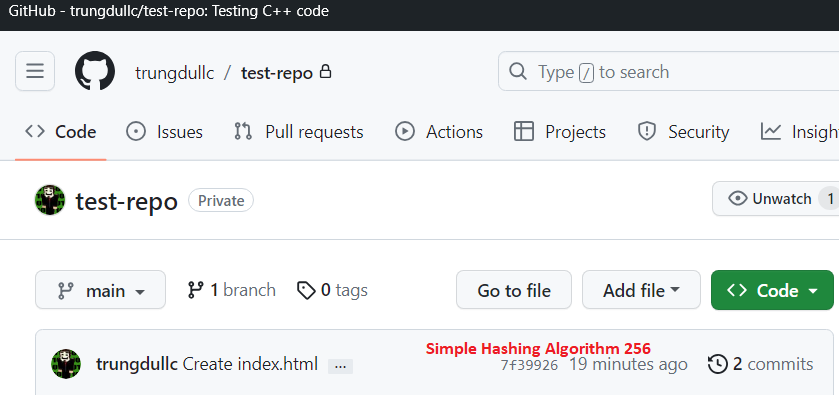 GitHub - trungdullc/test-repo: Testing C++ code
trungdullc / test-repo
Type / to search
Code Issues Pull requests Actions Projects Security Insigh
test-repo Private
Unwatch 1
main 1 branch 0 tags Go to file Add file Code
Simple Hashing Algorithm 256
trungdullc Create index.html ... 7f39926 19 minutes ago 2 commits